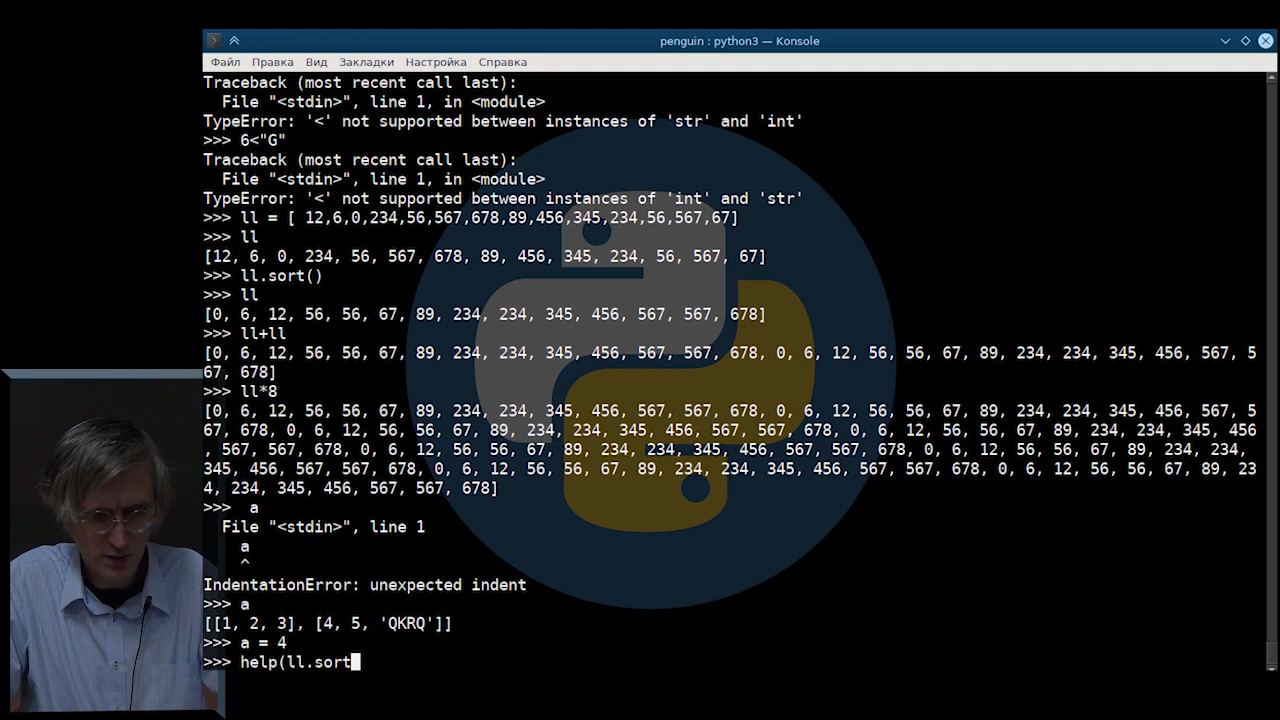 penguin : python3 — Konsole
Файл Правка Вид Закладки Настройка Справка
Traceback (most recent call last):
  File "<stdin>", line 1, in <module>
TypeError: '<' not supported between instances of 'str' and 'int'
>>> 6<"G"
Traceback (most recent call last):
  File "<stdin>", line 1, in <module>
TypeError: '<' not supported between instances of 'int' and 'str'
>>> ll = [ 12,6,0,234,56,567,678,89,456,345,234,56,567,67]
>>> ll
[12, 6, 0, 234, 56, 567, 678, 89, 456, 345, 234, 56, 567, 67]
>>> ll.sort()
>>> ll
[0, 6, 12, 56, 56, 67, 89, 234, 234, 345, 456, 567, 567, 678]
>>> ll+ll
[0, 6, 12, 56, 56, 67, 89, 234, 234, 345, 456, 567, 567, 678, 0, 6, 12, 56, 56, 67, 89, 234, 234, 345, 456, 567, 5
67, 678]
>>> ll*8
[0, 6, 12, 56, 56, 67, 89, 234, 234, 345, 456, 567, 567, 678, 0, 6, 12, 56, 56, 67, 89, 234, 234, 345, 456, 567, 5
67, 678, 0, 6, 12, 56, 56, 67, 89, 234, 234, 345, 456, 567, 567, 678, 0, 6, 12, 56, 56, 67, 89, 234, 234, 345, 456
, 567, 567, 678, 0, 6, 12, 56, 56, 67, 89, 234, 234, 345, 456, 567, 567, 678, 0, 6, 12, 56, 56, 67, 89, 234, 234,
345, 456, 567, 567, 678, 0, 6, 12, 56, 56, 67, 89, 234, 234, 345, 456, 567, 567, 678, 0, 6, 12, 56, 56, 67, 89, 23
4, 234, 345, 456, 567, 567, 678]
>>>  a
  File "<stdin>", line 1
    a
    ^
IndentationError: unexpected indent
>>> a
[[1, 2, 3], [4, 5, 'QKRQ']]
>>> a = 4
>>> help(ll.sort